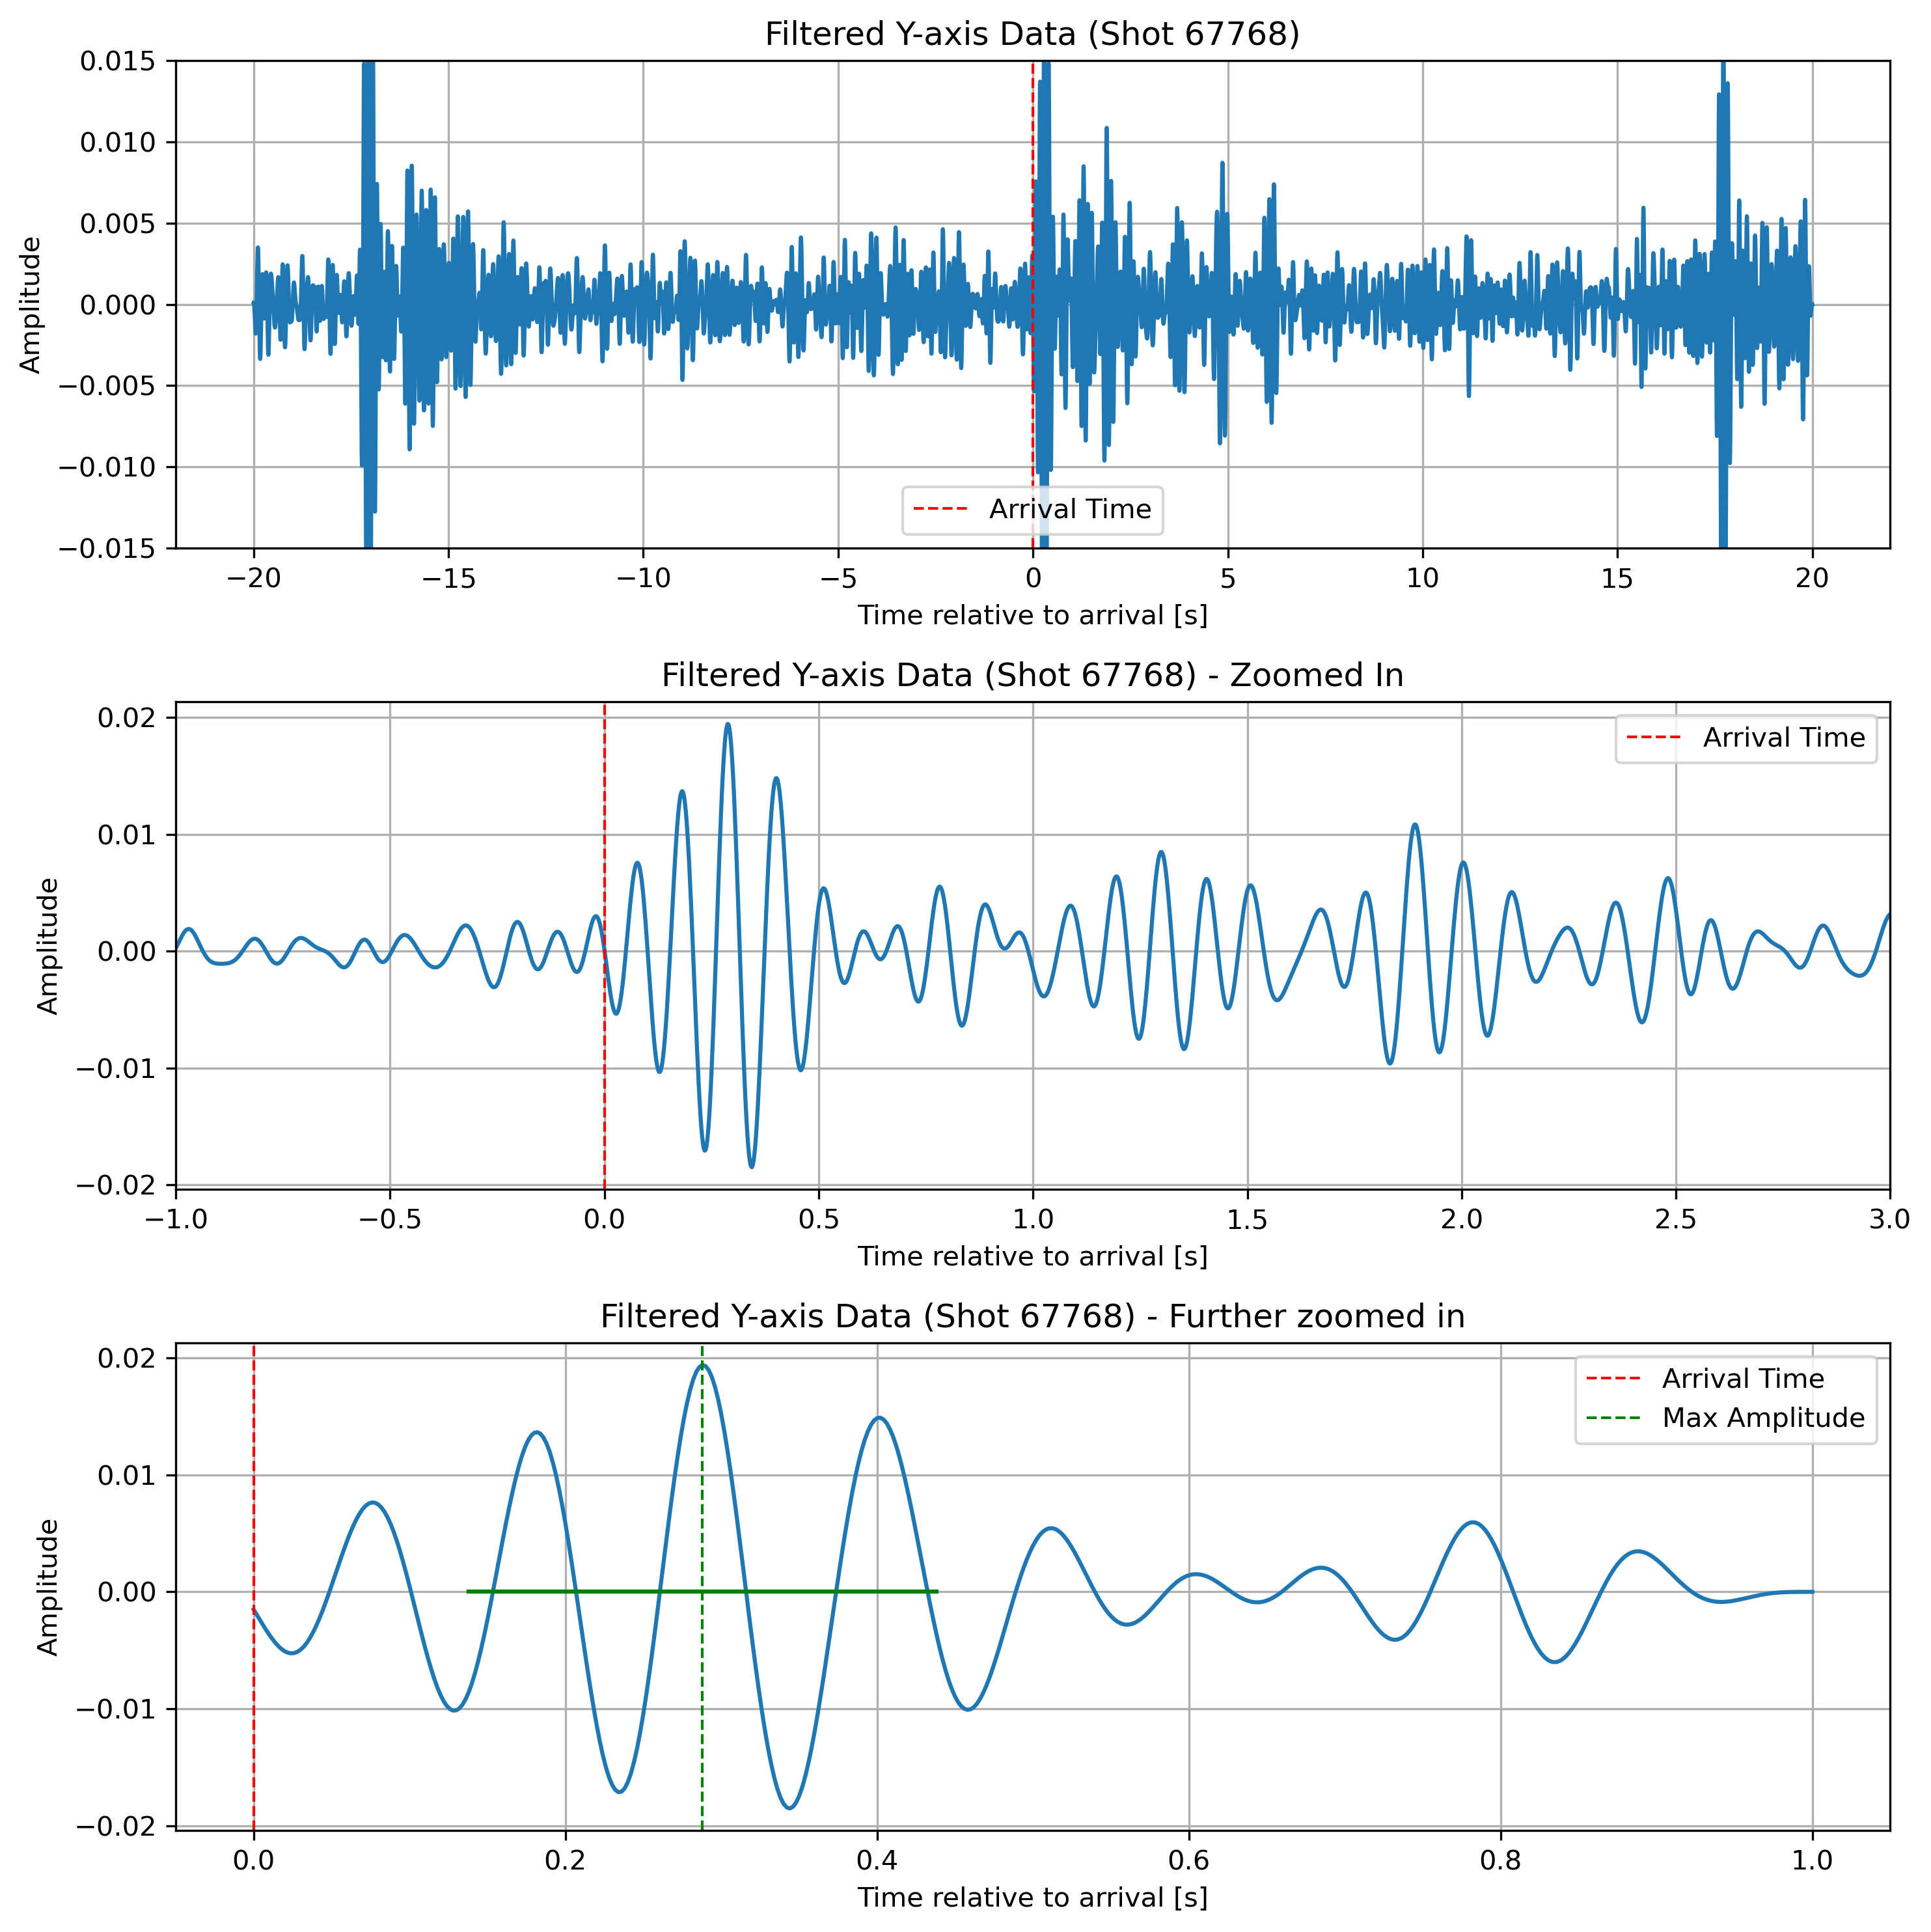 Filtered Y-axis Data (Shot 67768)
0.015
0.010
0.005
0.000
−0.005
−0.010
−0.015
Amplitude
Arrival Time
−20 −15 −10 −5 0 5 10 15 20
Time relative to arrival [s]
Filtered Y-axis Data (Shot 67768) - Zoomed In
0.02
0.01
0.00
−0.01
−0.02
Amplitude
Arrival Time
−1.0 −0.5 0.0 0.5 1.0 1.5 2.0 2.5 3.0
Time relative to arrival [s]
Filtered Y-axis Data (Shot 67768) - Further zoomed in
0.02
0.01
0.00
−0.01
−0.02
Amplitude
Arrival Time
Max Amplitude
0.0 0.2 0.4 0.6 0.8 1.0
Time relative to arrival [s]